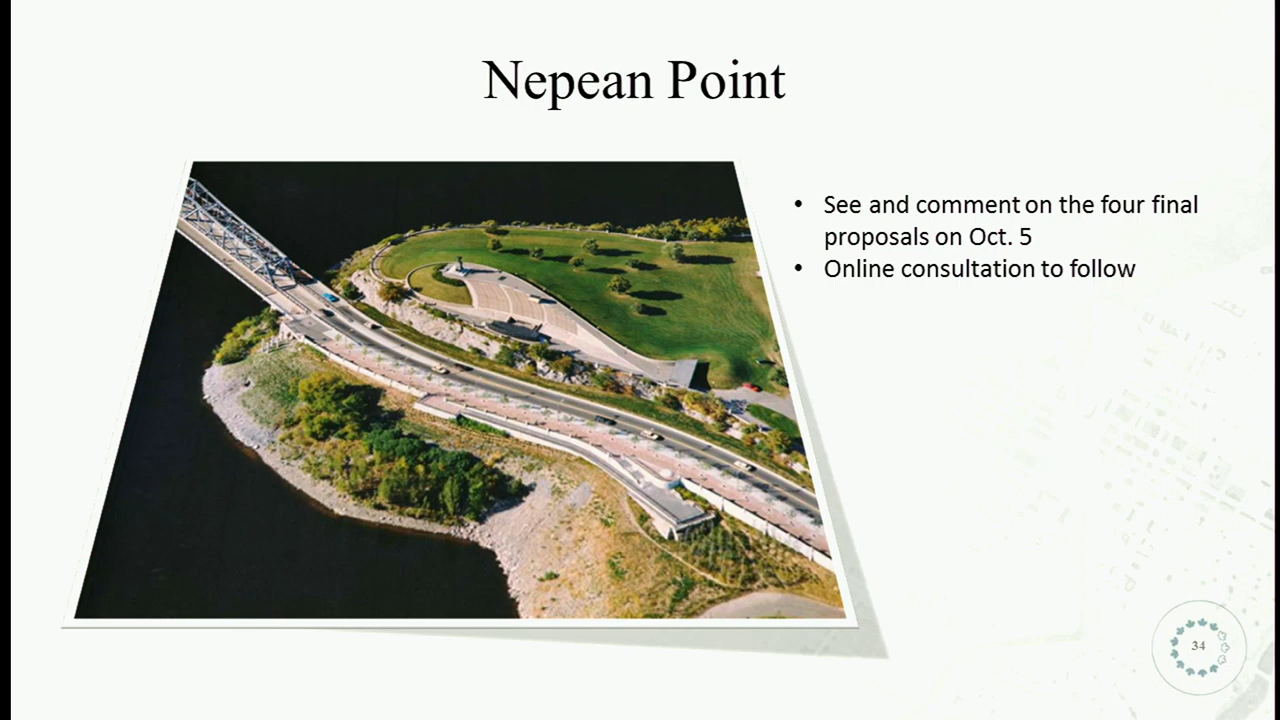 Nepean Point
• See and comment on the four final
proposals on Oct. 5
• Online consultation to follow
34